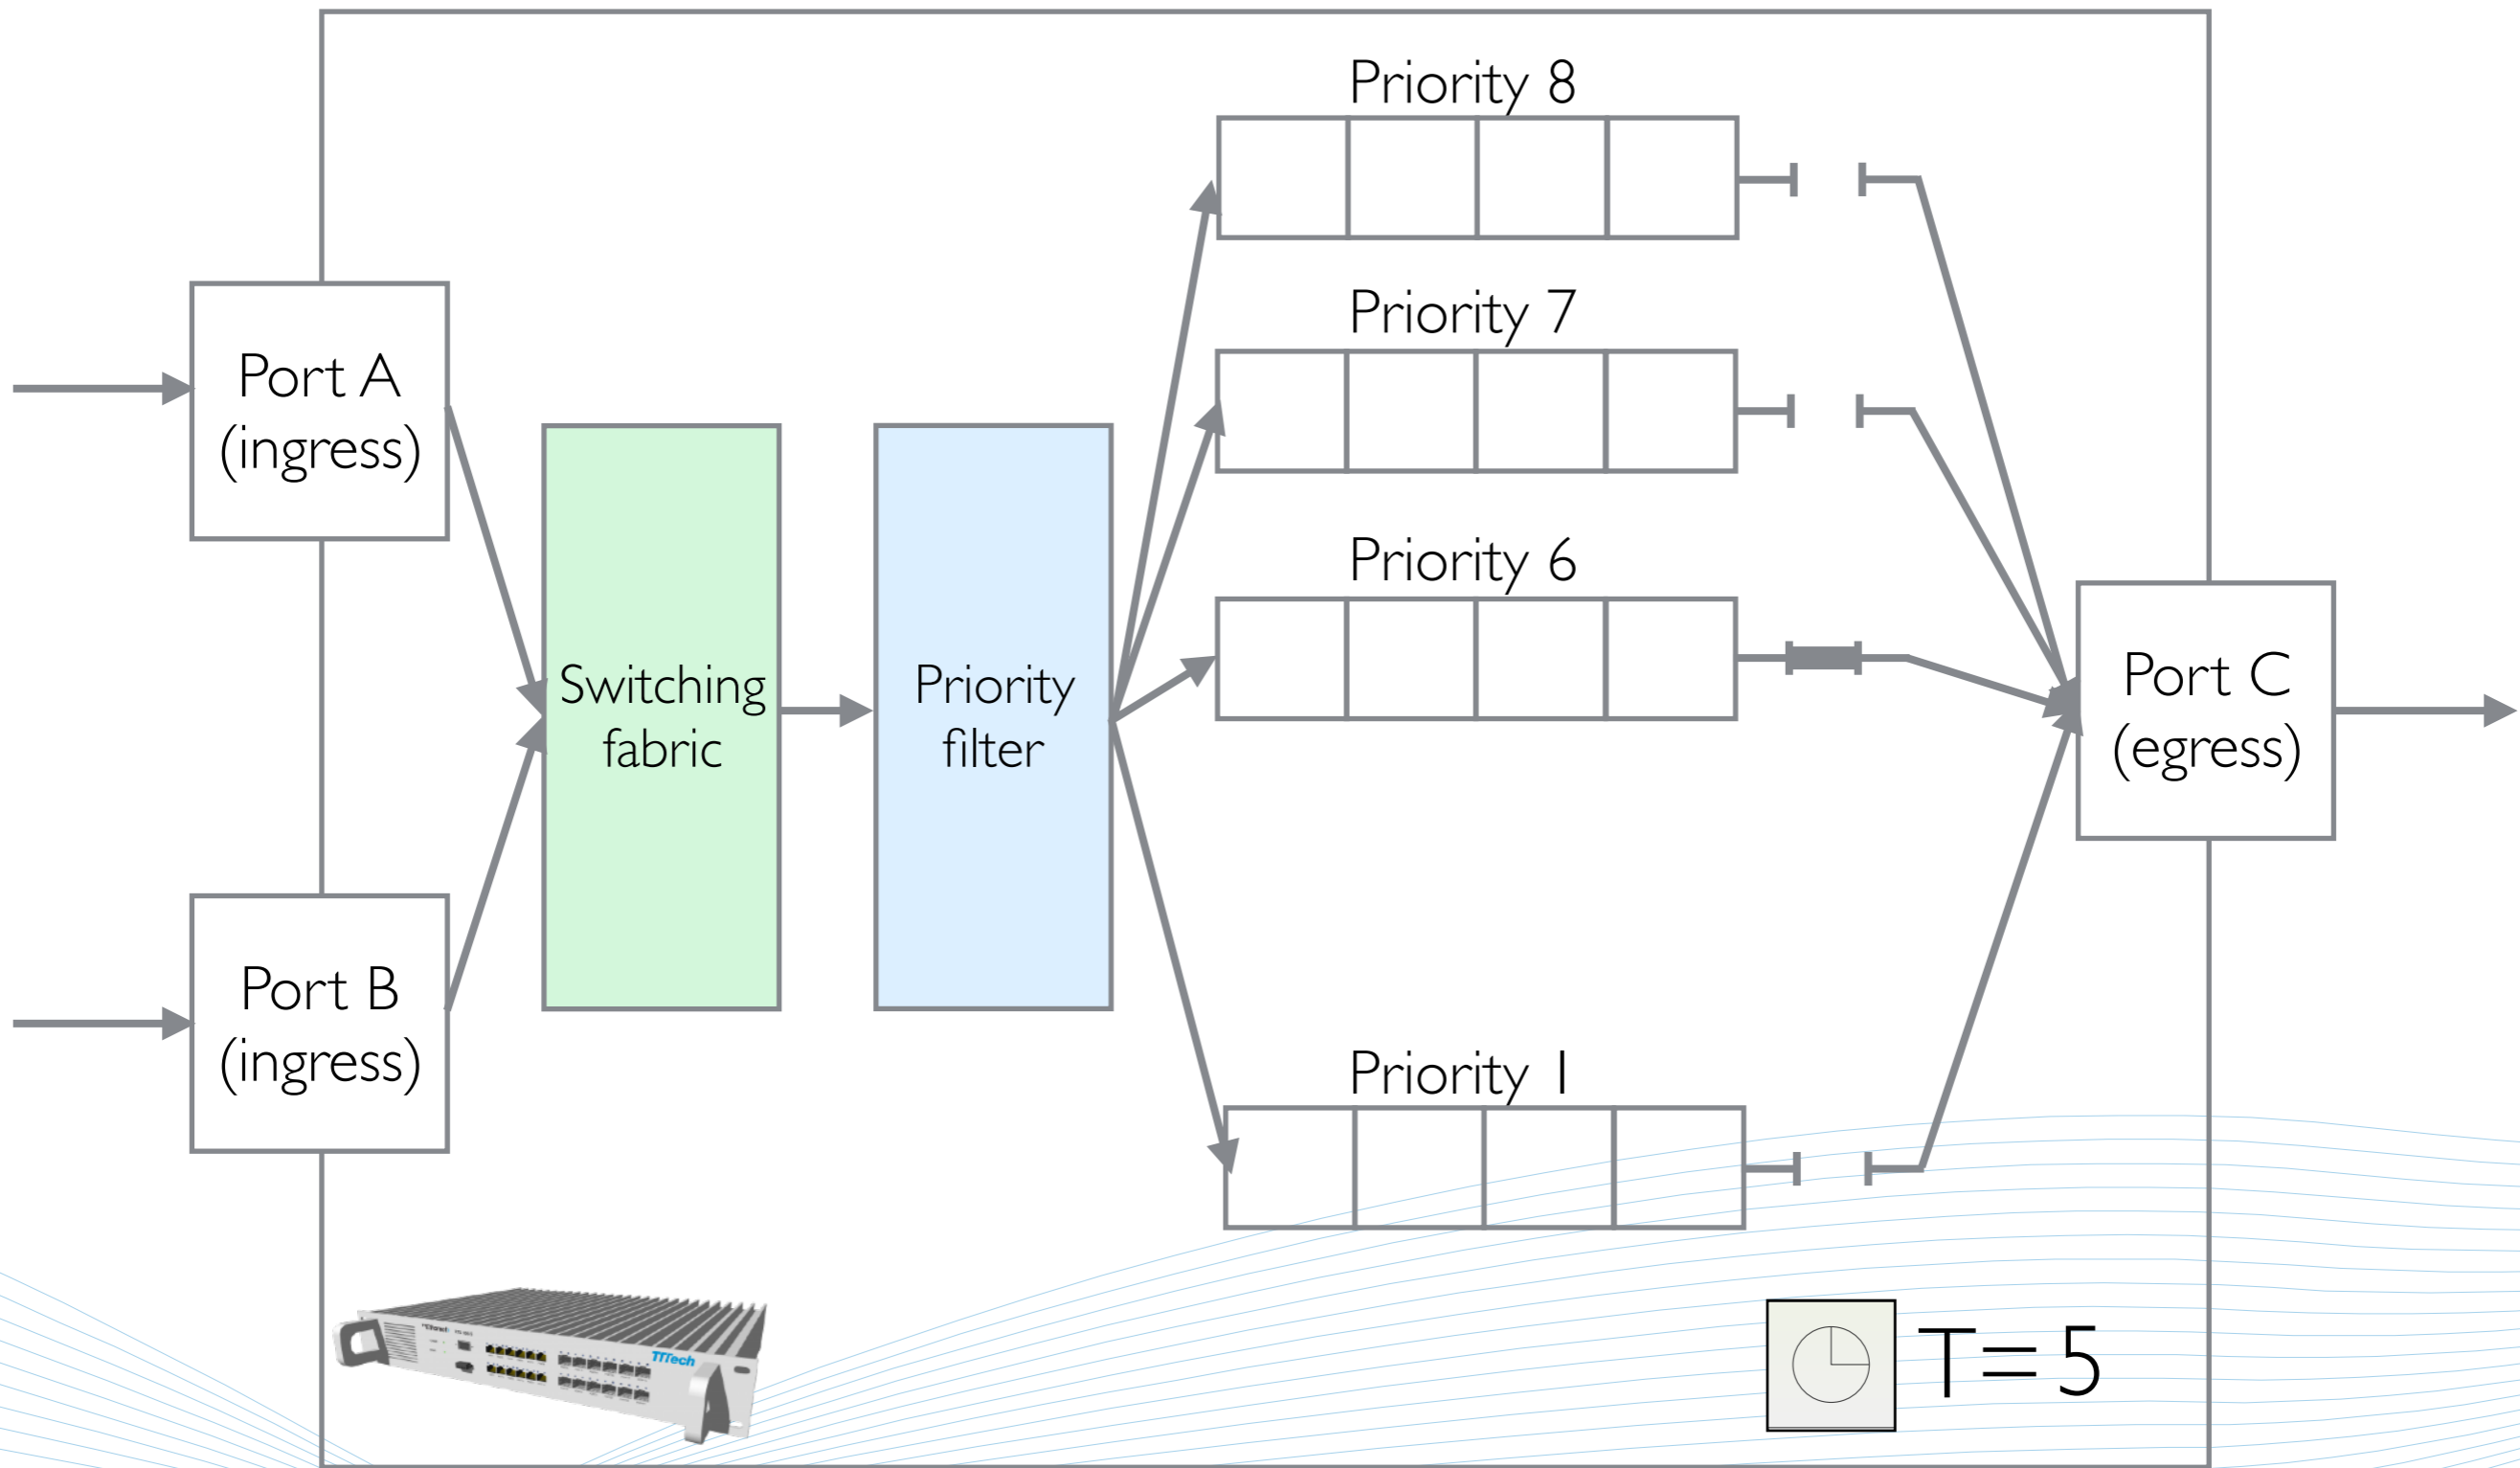 Priority 8
Priority 7
Priority 6
Priority 1
Port A
(ingress)
Port B
(ingress)
Switching
fabric
Priority
filter
Port C
(egress)
TTTech
T= 5